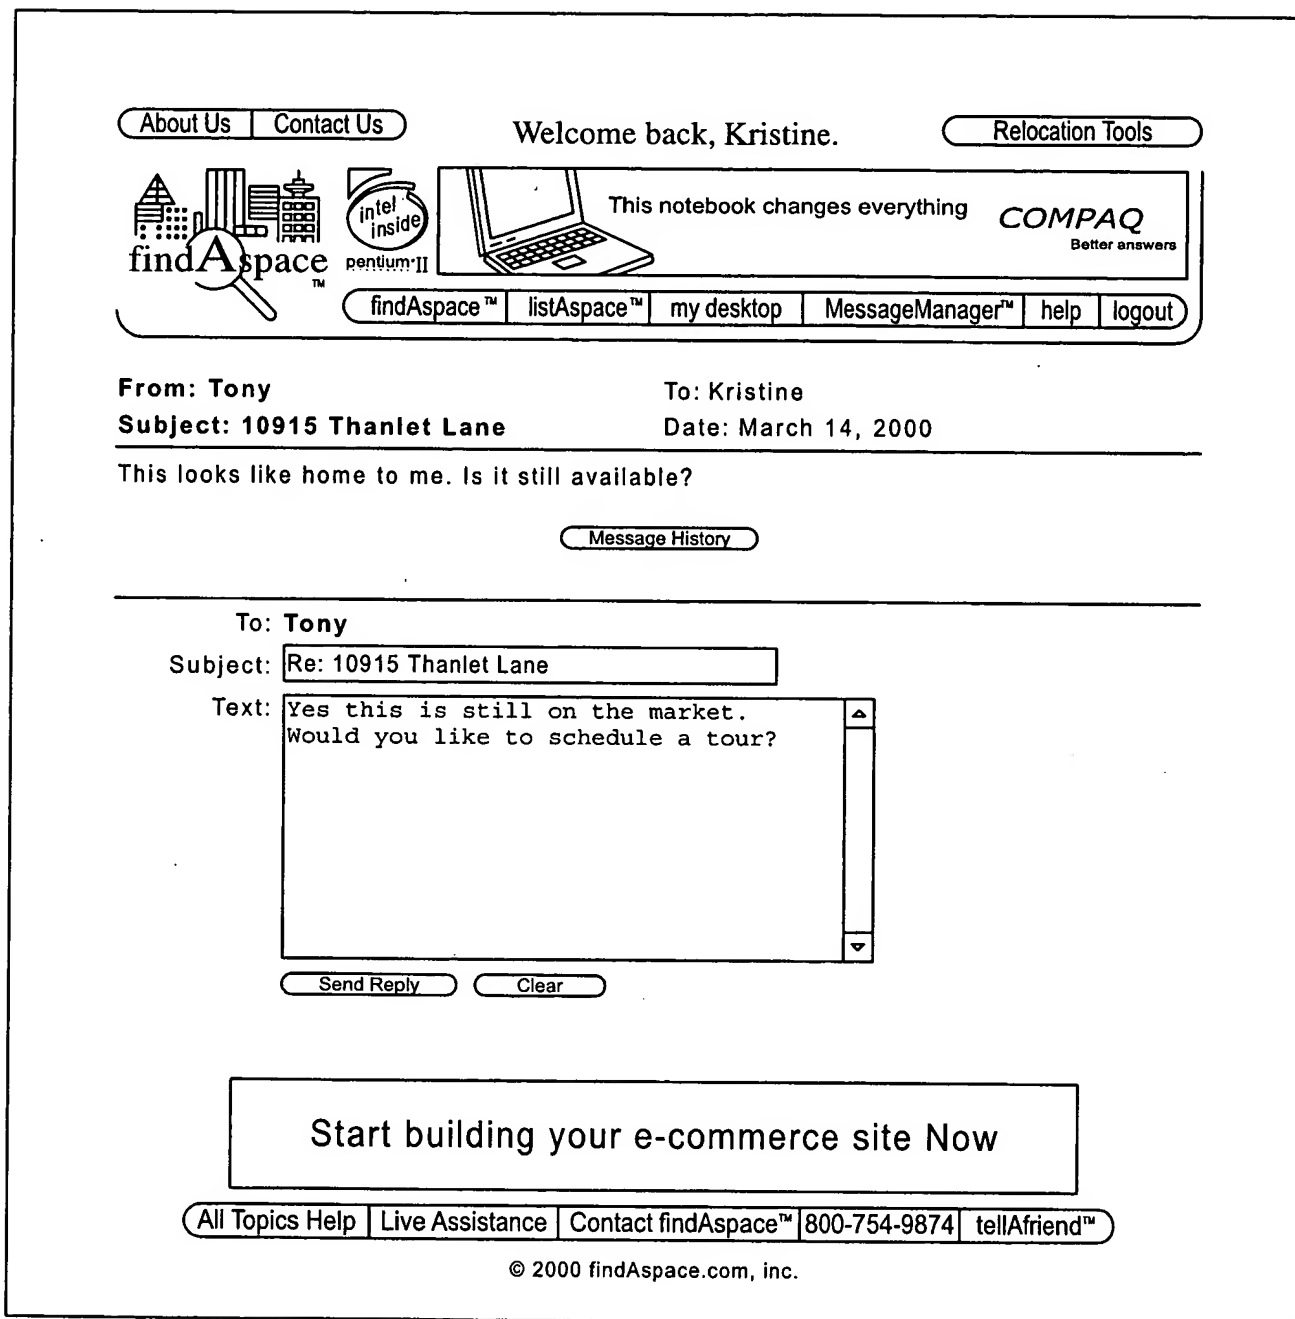 About Us | Contact Us
Welcome back, Kristine.
Relocation Tools
intel inside
pentium·II
This notebook changes everything
COMPAQ
Better answers
findAspace™
findAspace™ | listAspace™ | my desktop | MessageManager™ | help | logout
From: Tony
To: Kristine
Subject: 10915 Thanlet Lane
Date: March 14, 2000
This looks like home to me. Is it still available?
Message History
To: Tony
Subject: Re: 10915 Thanlet Lane
Text: Yes this is still on the market.
Would you like to schedule a tour?
Send Reply
Clear
Start building your e-commerce site Now
All Topics Help | Live Assistance | Contact findAspace™ | 800-754-9874 | tellAfriend™
© 2000 findAspace.com, inc.